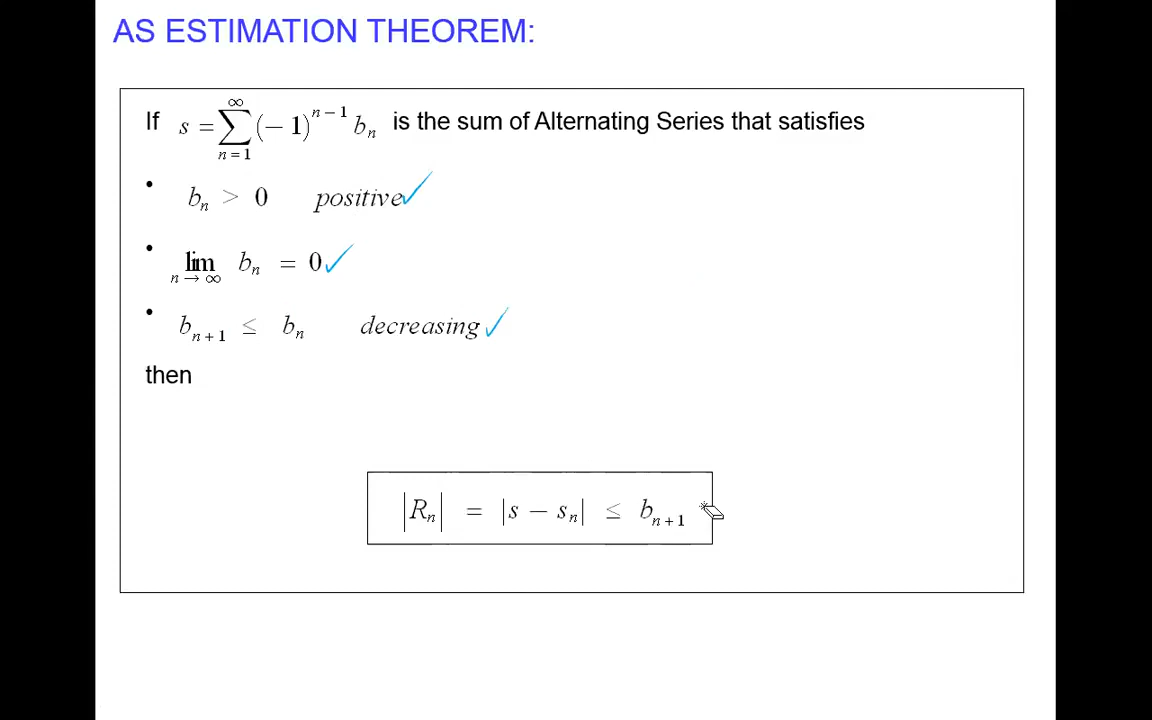 AS ESTIMATION THEOREM:
If s = ∑_{n=1}^{∞} (−1)^{n−1} b_n is the sum of Alternating Series that satisfies
• b_n > 0 positive ✓
• lim_{n→∞} b_n = 0 ✓
• b_{n+1} ≤ b_n decreasing ✓
then
|R_n| = |s − s_n| ≤ b_{n+1}